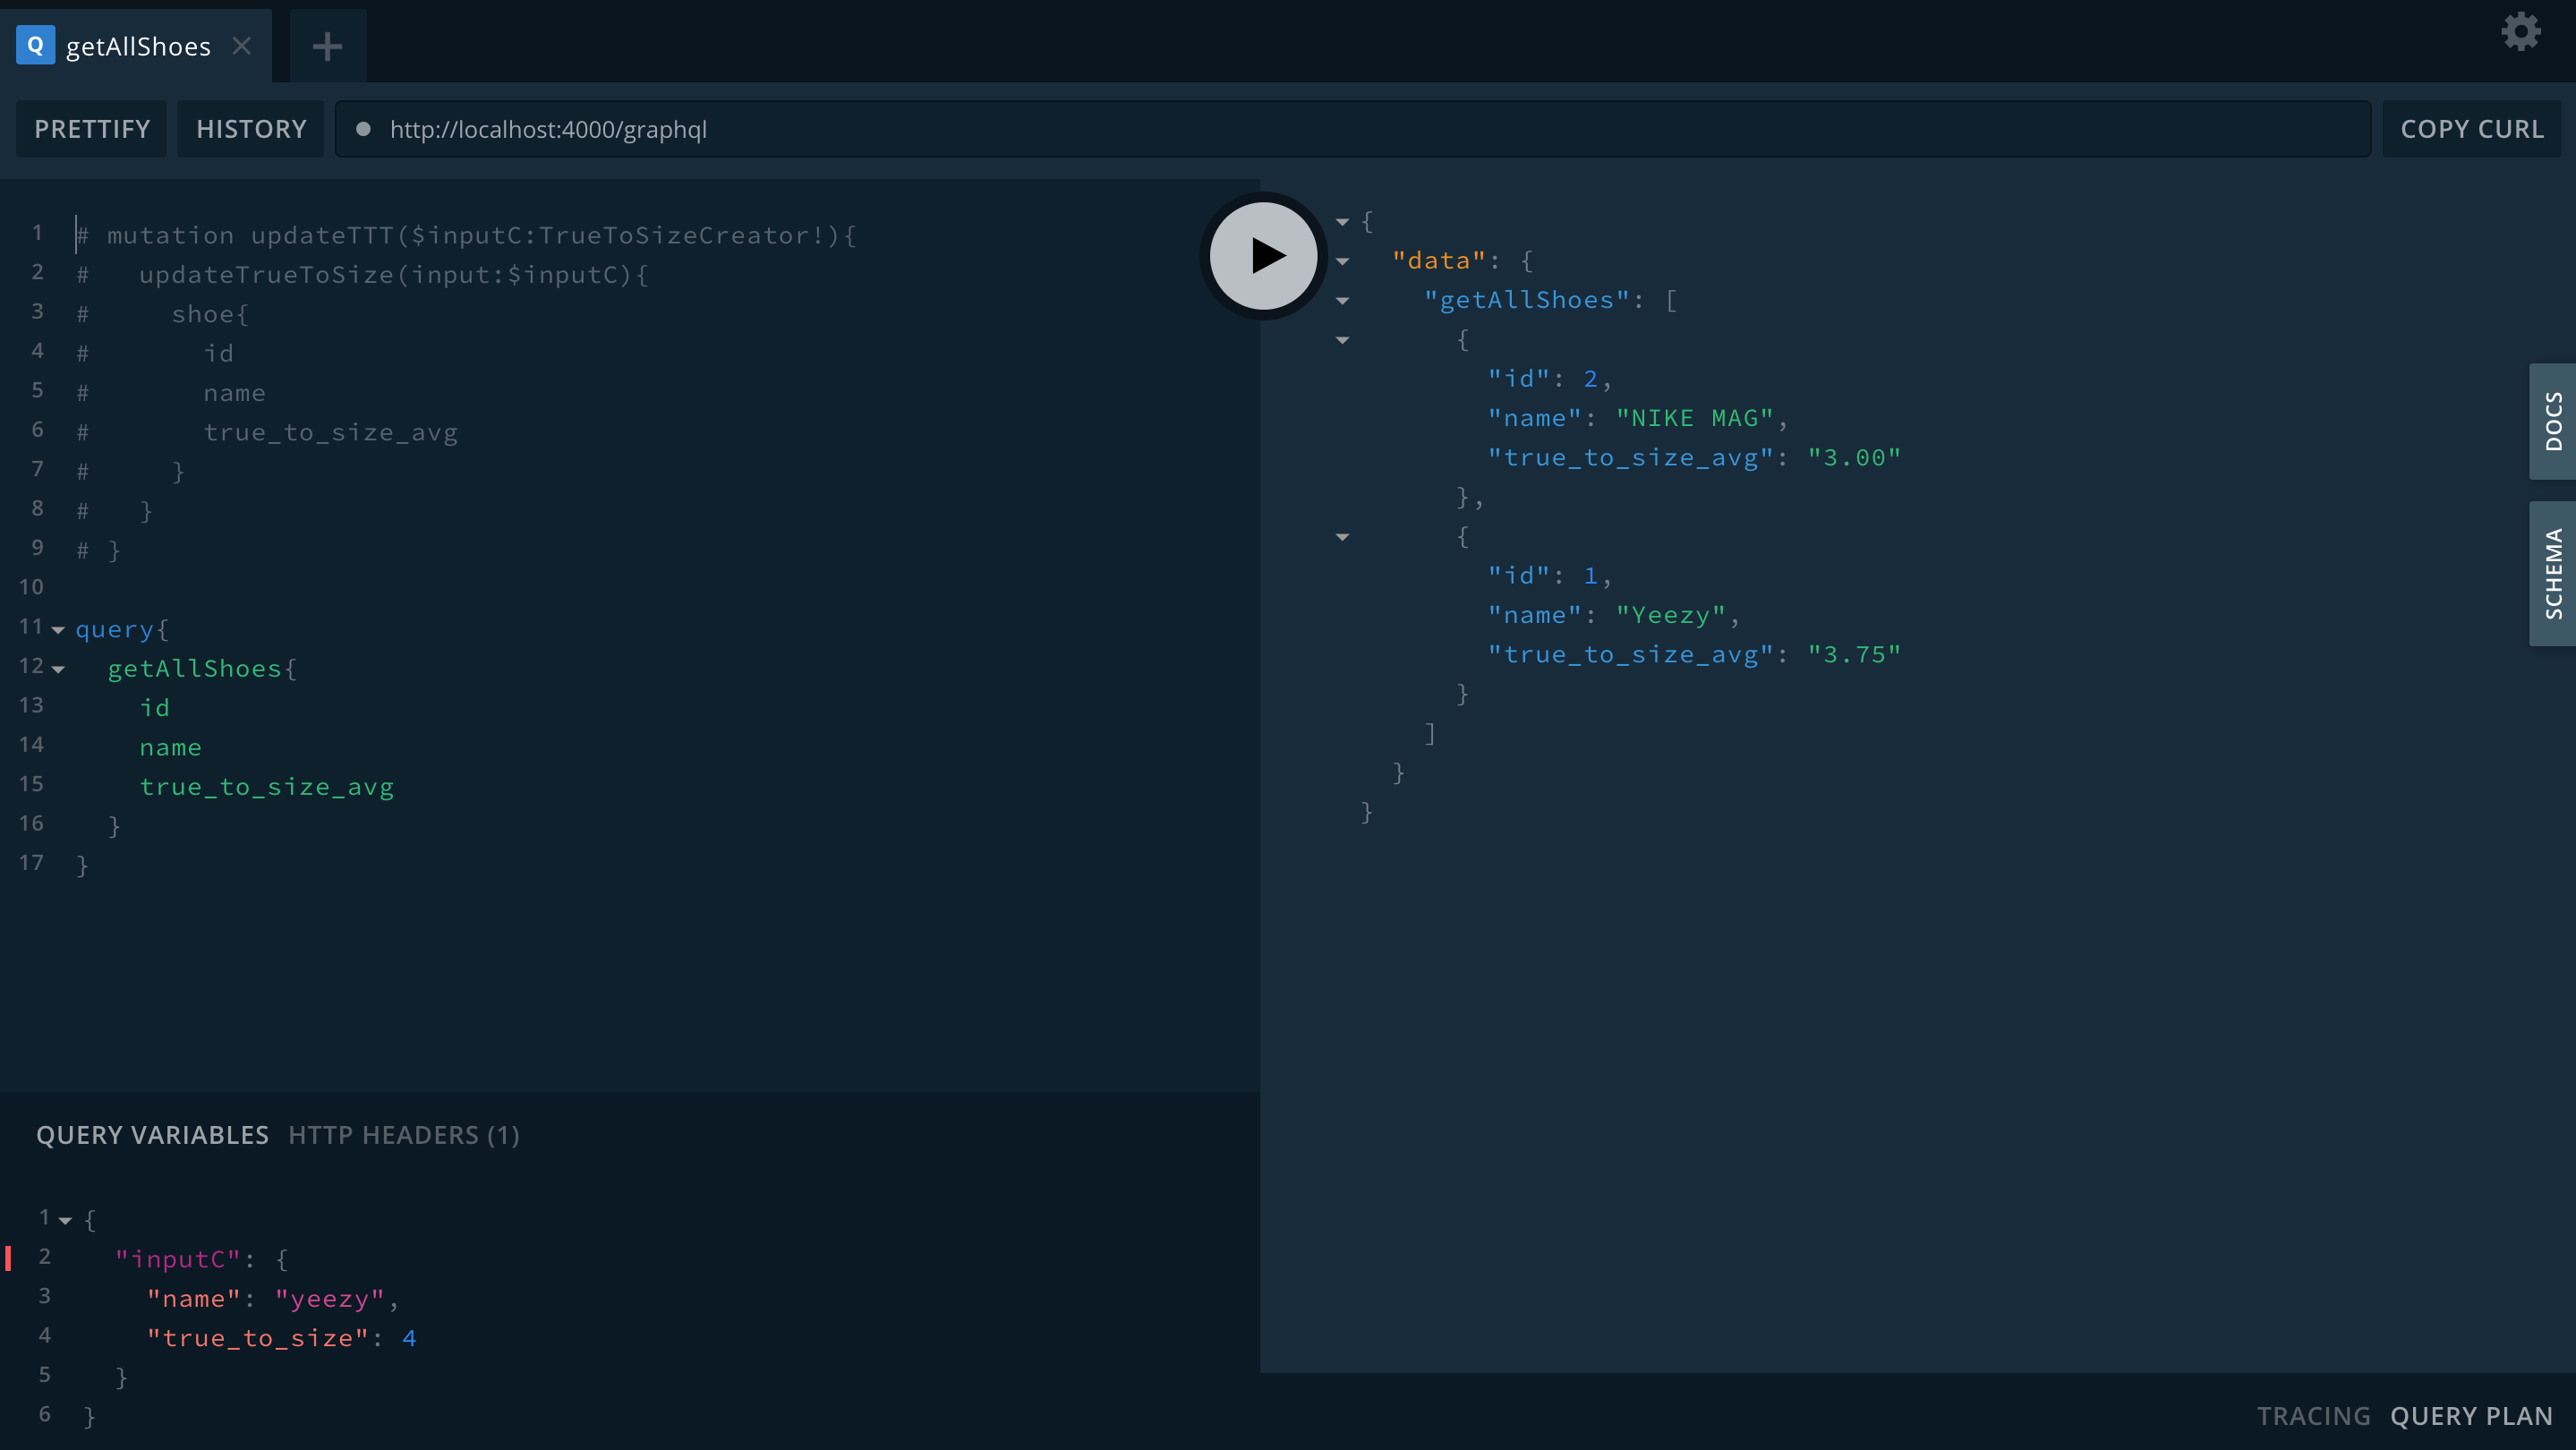 Q getAllShoes
PRETTIFY HISTORY http://localhost:4000/graphql COPY CURL
1 # mutation updateTTT($inputC:TrueToSizeCreator!){
2 #   updateTrueToSize(input:$inputC){
3 #     shoe{
4 #       id
5 #       name
6 #       true_to_size_avg
7 #     }
8 #   }
9 # }
10
11 query{
12   getAllShoes{
13     id
14     name
15     true_to_size_avg
16   }
17 }
{
  "data": {
    "getAllShoes": [
      {
        "id": 2,
        "name": "NIKE MAG",
        "true_to_size_avg": "3.00"
      },
      {
        "id": 1,
        "name": "Yeezy",
        "true_to_size_avg": "3.75"
      }
    ]
  }
}
DOCS
SCHEMA
QUERY VARIABLES HTTP HEADERS (1)
1 {
2   "inputC": {
3     "name": "yeezy",
4     "true_to_size": 4
5   }
6 }
TRACING QUERY PLAN